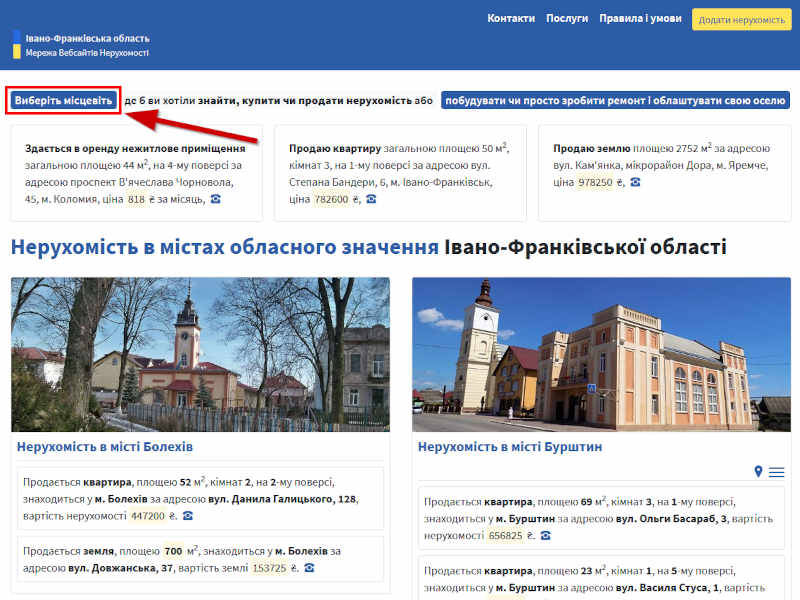 Контакти Послуги Правила і умови Додати нерухомість
Івано-Франківська область
Мережа Вебсайтів Нерухомості
Виберіть місцевіть де б ви хотіли знайти, купити чи продати нерухомість або побудувати чи просто зробити ремонт і облаштувати свою оселю
Здається в оренду нежитлове приміщення
загальною площею 44 м², на 4-му поверсі за
адресою проспект В'ячеслава Чорновола,
45, м. Коломия, ціна 818 ₴ за місяць,
Продаю квартиру загальною площею 50 м²,
кімнат 3, на 1-му поверсі за адресою вул.
Степана Бандери, 6, м. Івано-Франківськ,
ціна 782600 ₴,
Продаю землю площею 2752 м² за адресою
вул. Кам'янка, мікрорайон Дора, м. Яремче,
ціна 978250 ₴,
Нерухомість в містах обласного значення Івано-Франківської області
Нерухомість в місті Болехів
Продається квартира, площею 52 м², кімнат 2, на 2-му поверсі,
знаходиться у м. Болехів за адресою вул. Данила Галицького, 128,
вартість нерухомості 447200 ₴.
Продається земля, площею 700 м², знаходиться у м. Болехів за
адресою вул. Довжанська, 37, вартість землі 153725 ₴.
Нерухомість в місті Бурштин
Продається квартира, площею 69 м², кімнат 3, на 1-му поверсі,
знаходиться у м. Бурштин за адресою вул. Ольги Басараб, 3, вартість
нерухомості 656825 ₴.
Продається квартира, площею 23 м², кімнат 1, на 5-му поверсі,
знаходиться у м. Бурштин за адресою вул. Василя Стуса, 1, вартість